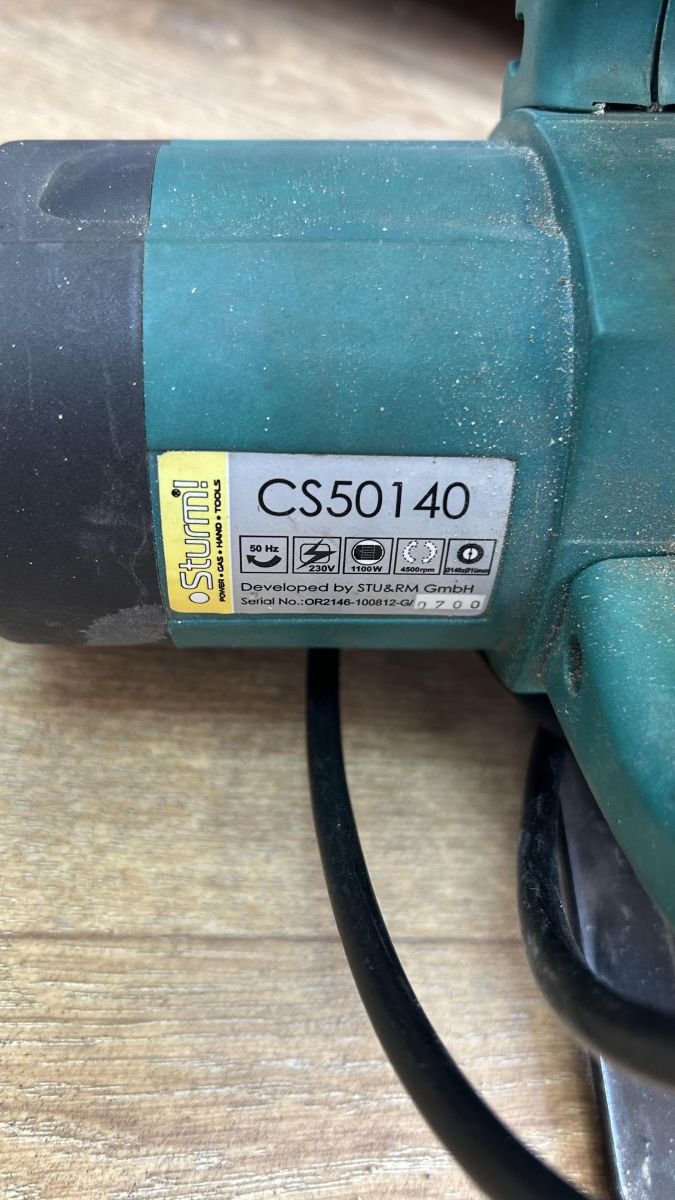 Sturm!®
POWER • GAS • HAND • TOOLS
CS50140
50 Hz
230V
1100W
4500rpm
Ø140xØ16mm
Developed by STU&RM GmbH
Serial No.:OR2146-100812-G/0700